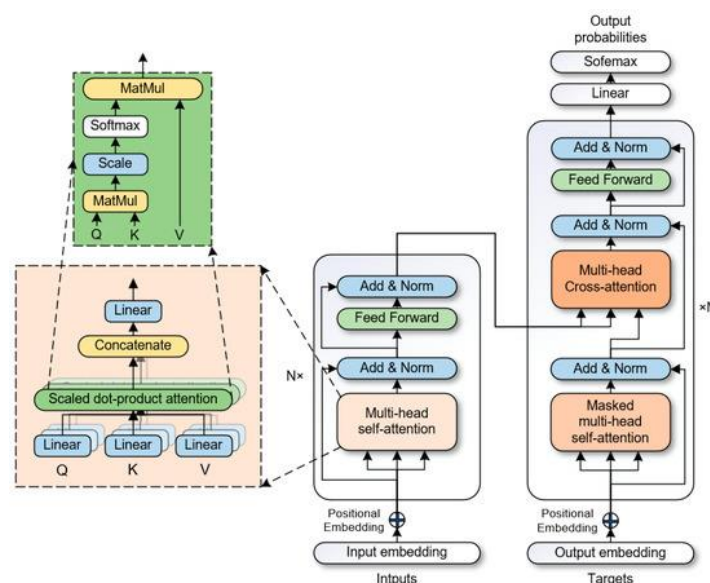 MatMul
Softmax
Scale
MatMul
Q K V
Linear
Concatenate
Scaled dot-product attention
Linear Linear Linear
Q K V
N×
Add & Norm
Feed Forward
Add & Norm
Multi-head
self-attention
Positional
Embedding
Input embedding
Intputs
Output
probabilities
Sofemax
Linear
Add & Norm
Feed Forward
Add & Norm
Multi-head
Cross-attention
Add & Norm
Masked
multi-head
self-attention
Positional
Embedding
Output embedding
Targets